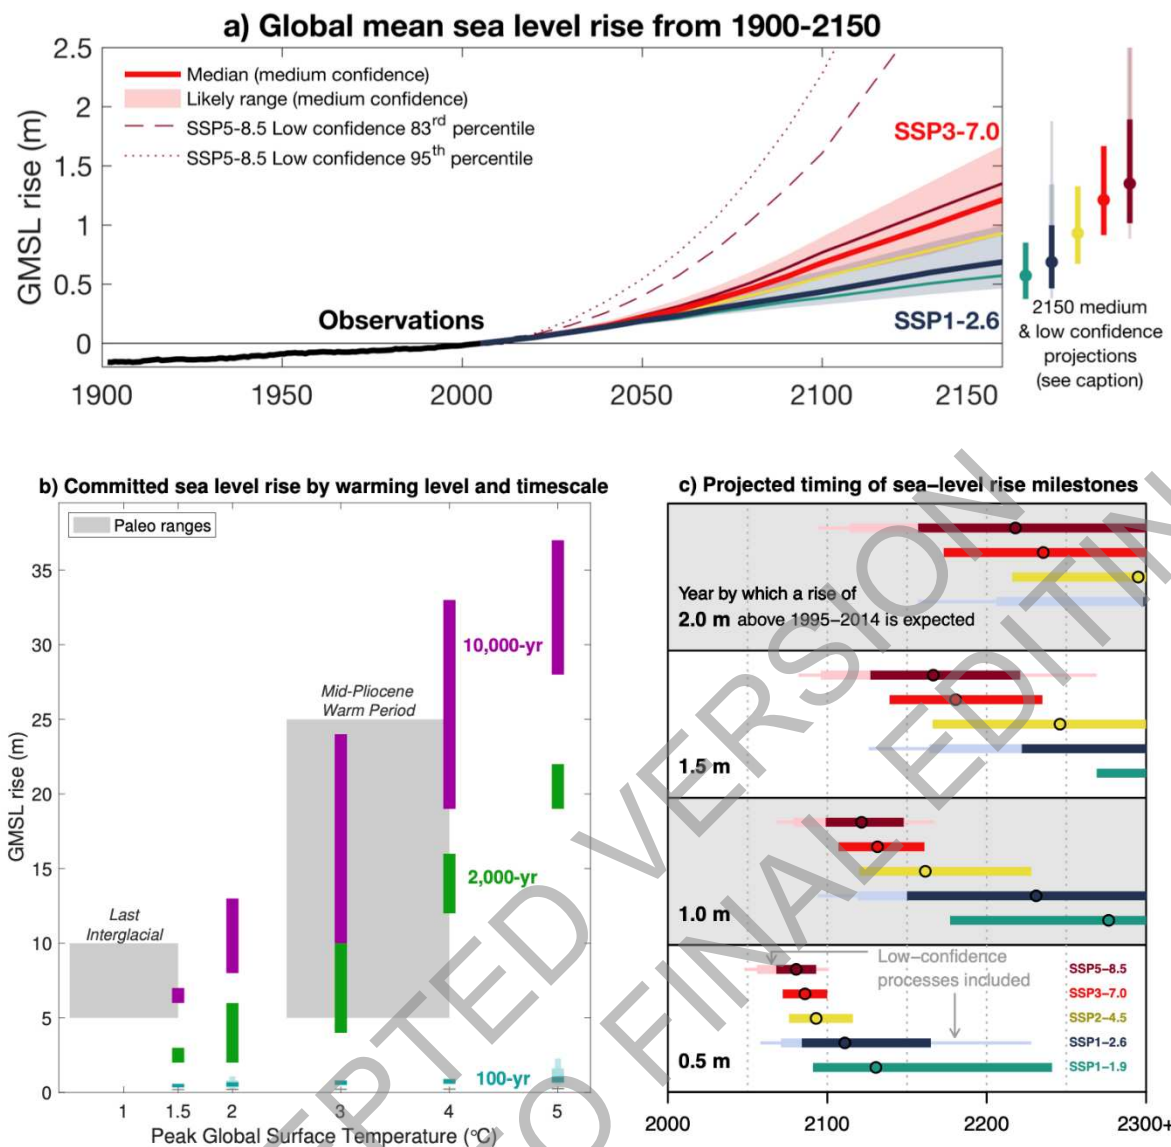 a) Global mean sea level rise from 1900-2150
2.5
2
1.5
1
0.5
0
GMSL rise (m)
Median (medium confidence)
Likely range (medium confidence)
SSP5-8.5 Low confidence 83rd percentile
SSP5-8.5 Low confidence 95th percentile
SSP3-7.0
Observations
SSP1-2.6
1900
1950
2000
2050
2100
2150
2150 medium
& low confidence
projections
(see caption)
b) Committed sea level rise by warming level and timescale
Paleo ranges
35
30
25
20
15
10
5
0
GMSL rise (m)
10,000-yr
Mid-Pliocene
Warm Period
2,000-yr
Last
Interglacial
100-yr
1
1.5
2
3
4
5
Peak Global Surface Temperature (°C)
c) Projected timing of sea-level rise milestones
Year by which a rise of
2.0 m above 1995-2014 is expected
1.5 m
1.0 m
Low-confidence
processes included
SSP5-8.5
SSP3-7.0
SSP2-4.5
SSP1-2.6
SSP1-1.9
0.5 m
2000
2100
2200
2300+
EPTED VERSION
O FINAL EDITIN